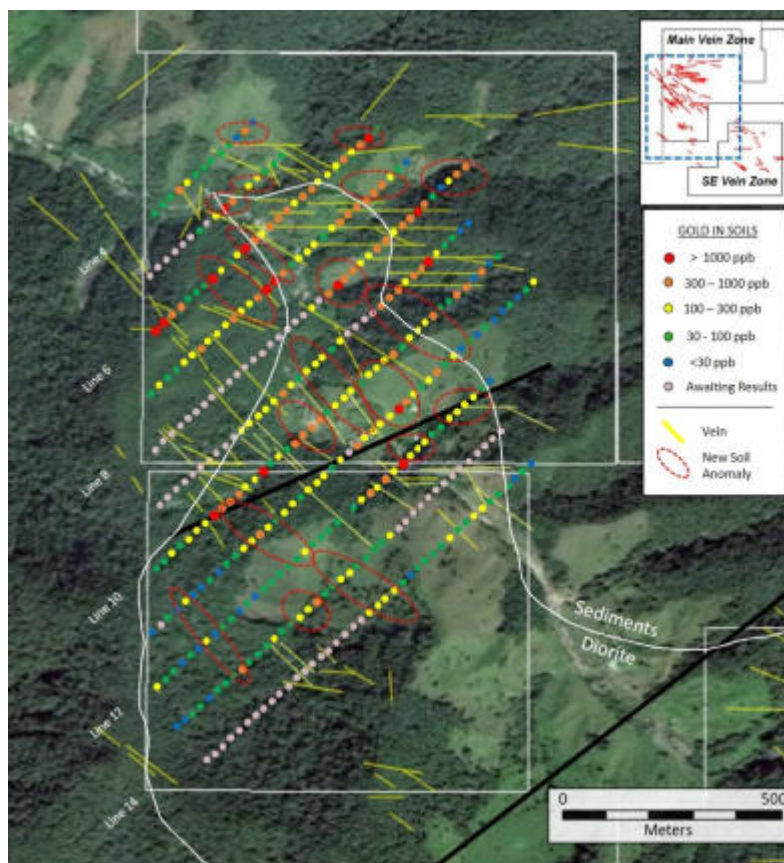 Main Vein Zone
SE Vein Zone
GOLD IN SOILS
> 1000 ppb
300 – 1000 ppb
100 – 300 ppb
30 - 100 ppb
<30 ppb
Awaiting Results
Vein
New Soil
Anomaly
Line 4
Line 6
Line 8
Line 10
Line 12
Line 14
Sediments
Diorite
0
500
Meters